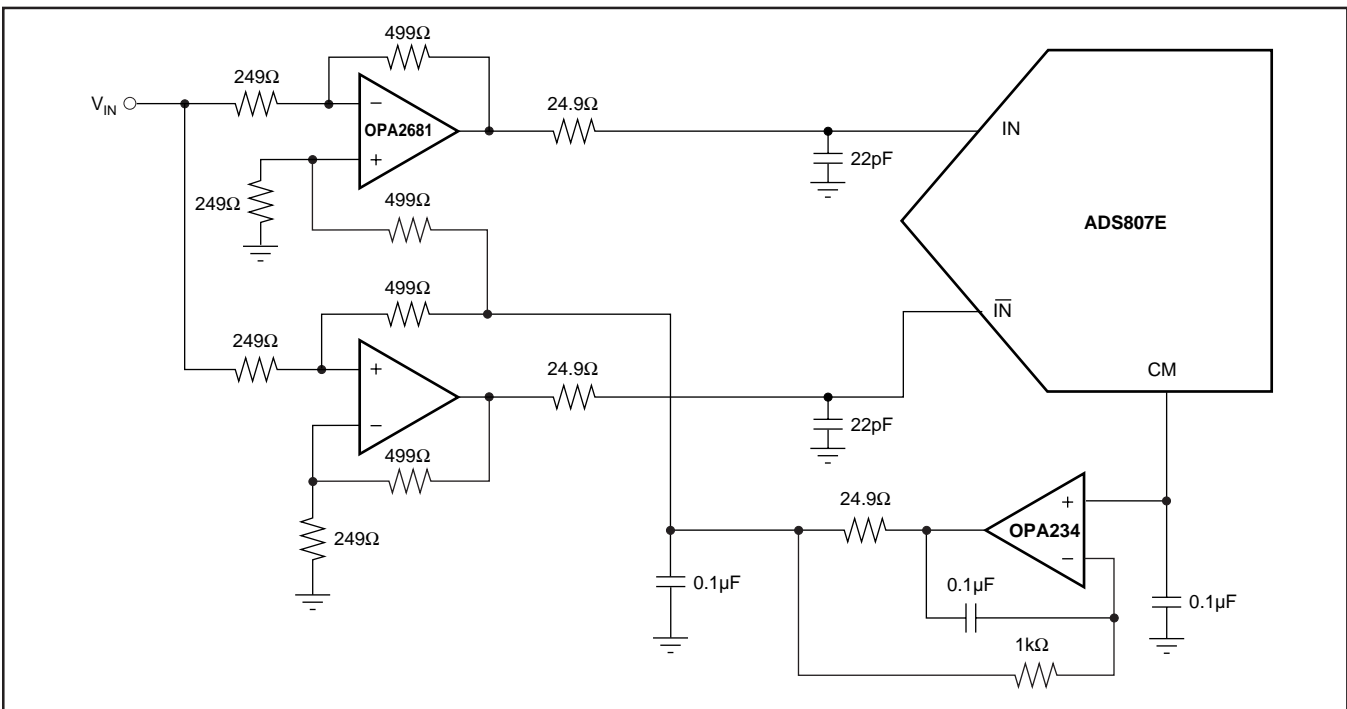 499Ω
249Ω
V_IN
−
OPA2681
+
24.9Ω
IN
22pF
249Ω
499Ω
ADS807E
499Ω
249Ω
+
−
24.9Ω
I̅N̅
CM
22pF
499Ω
249Ω
24.9Ω
+
OPA234
−
0.1µF
0.1µF
0.1µF
1kΩ